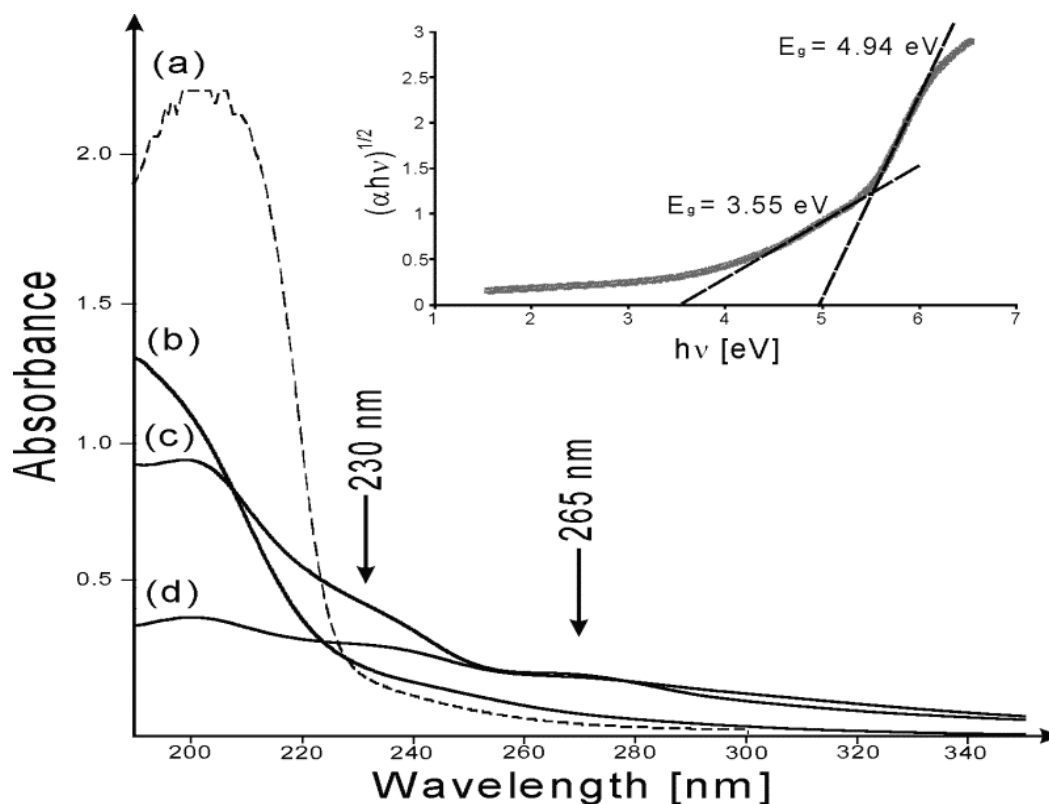 (a)
(b)
(c)
(d)
Absorbance
2.0
1.5
1.0
0.5
230 nm
265 nm
200 220 240 260 280 300 320 340
Wavelength [nm]
(αhν)1/2
3
2.5
2
1.5
1
0.5
0
Eg = 4.94 eV
Eg = 3.55 eV
1 2 3 4 5 6 7
hν [eV]